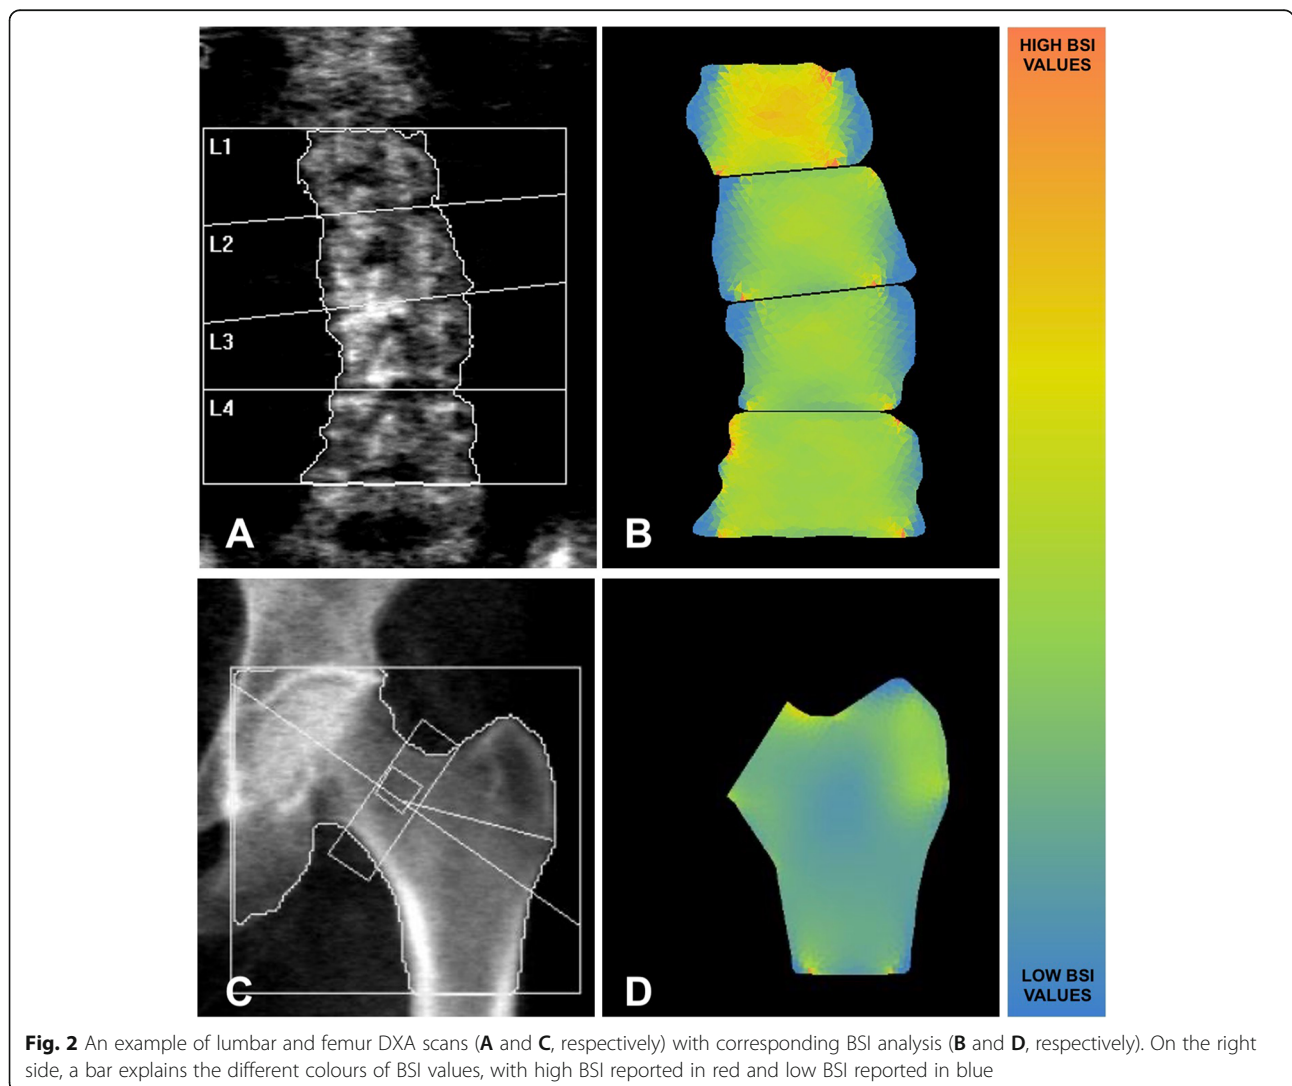 L1
L2
L3
L4
A
B
HIGH BSI
VALUES
C
D
LOW BSI
VALUES
Fig. 2 An example of lumbar and femur DXA scans (A and C, respectively) with corresponding BSI analysis (B and D, respectively). On the right
side, a bar explains the different colours of BSI values, with high BSI reported in red and low BSI reported in blue